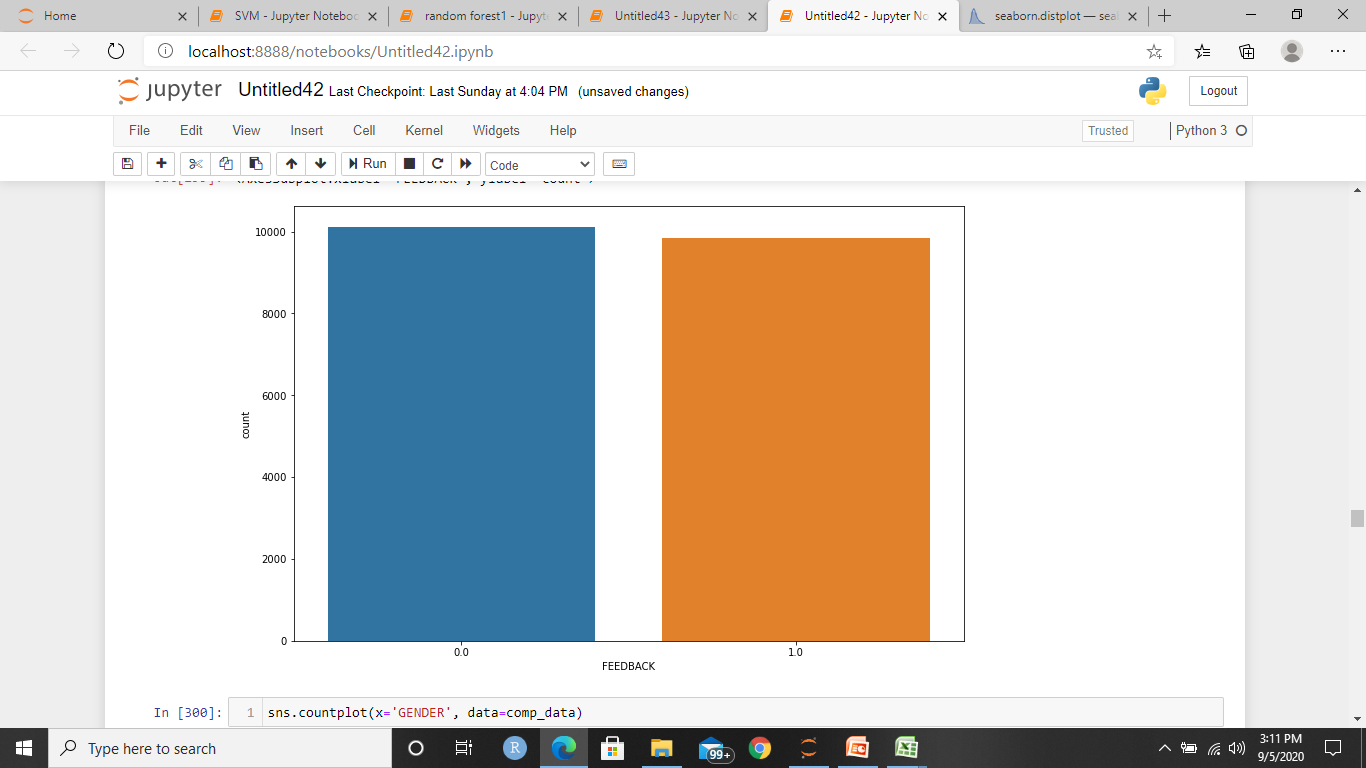 Home
SVM - Jupyter Noteboo
random forest1 - Jupyt
Untitled43 - Jupyter No
Untitled42 - Jupyter No
seaborn.distplot — sea
localhost:8888/notebooks/Untitled42.ipynb
jupyter Untitled42 Last Checkpoint: Last Sunday at 4:04 PM (unsaved changes)
Logout
File Edit View Insert Cell Kernel Widgets Help
Trusted
Python 3
Run
Code
10000
8000
6000
4000
2000
0
count
0.0 1.0
FEEDBACK
In [300]: 1 sns.countplot(x='GENDER', data=comp_data)
Type here to search
R
99+
3:11 PM
9/5/2020